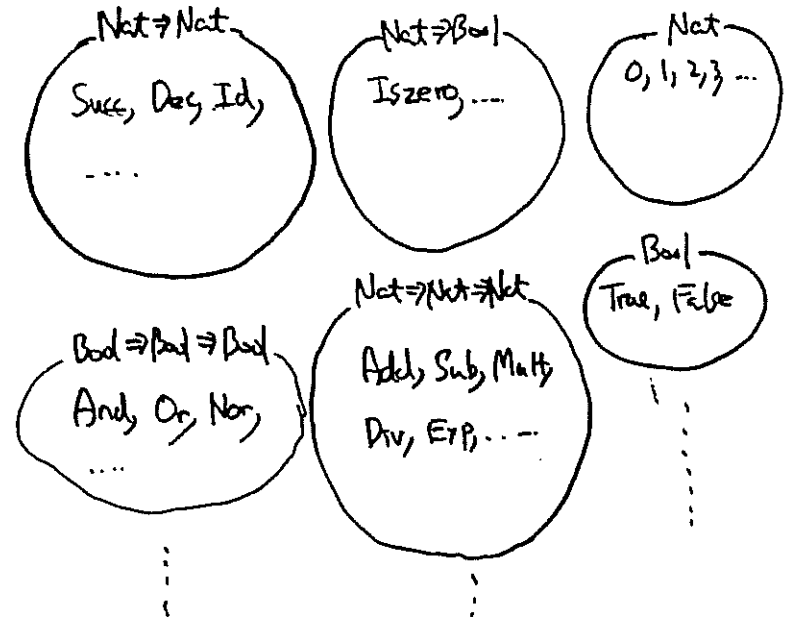 Nat⇒Nat
Succ, Dec, Id,
....
Nat⇒Bool
Iszero, ....
Nat
0, 1, 2, 3, ...
Bool
True, False
Bool⇒Bool⇒Bool
And, Or, Nor,
....
Nat⇒Nat⇒Nat
Add, Sub, Mult,
Div, Exp, .....